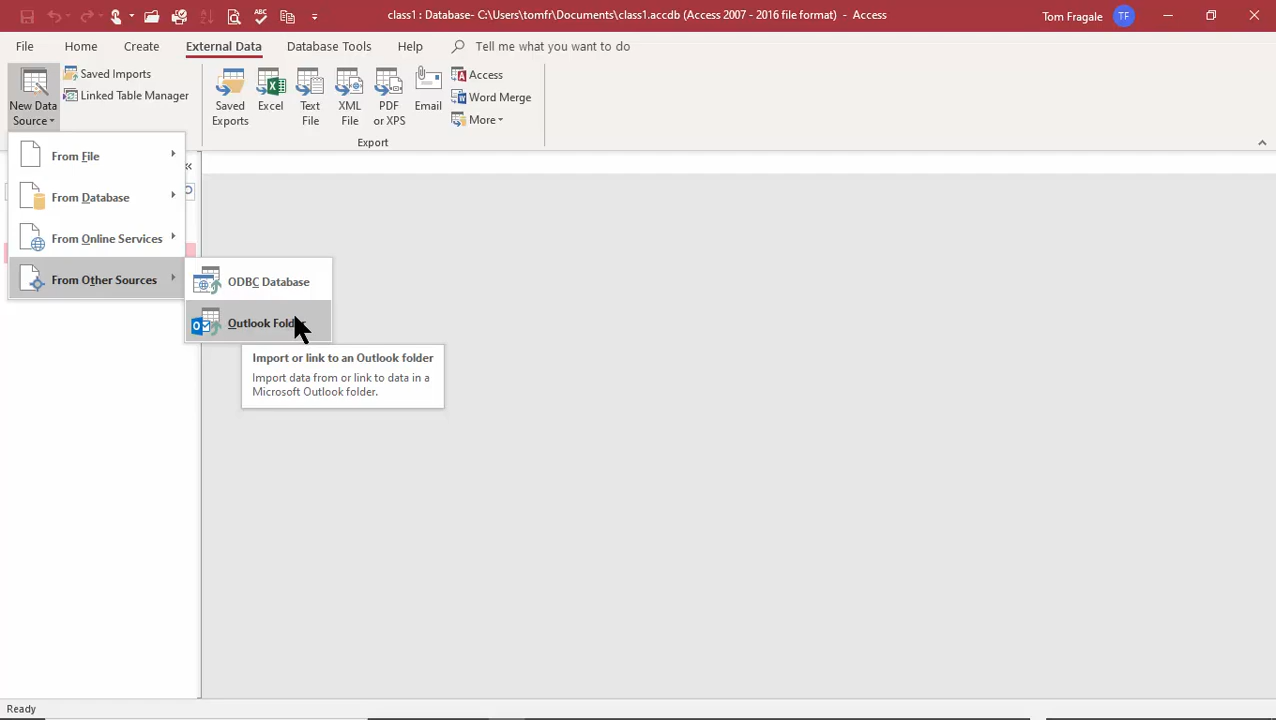 class1 : Database- C:\Users\tomfr\Documents\class1.accdb (Access 2007 - 2016 file format)  -  Access
Tom Fragale
TF
File
Home
Create
External Data
Database Tools
Help
Tell me what you want to do
New Data
Source
Saved Imports
Linked Table Manager
Saved
Exports
Excel
Text
File
XML
File
PDF
or XPS
Email
Access
Word Merge
More
Export
From File
From Database
From Online Services
From Other Sources
ODBC Database
Outlook Folder
Import or link to an Outlook folder
Import data from or link to data in a
Microsoft Outlook folder.
Ready